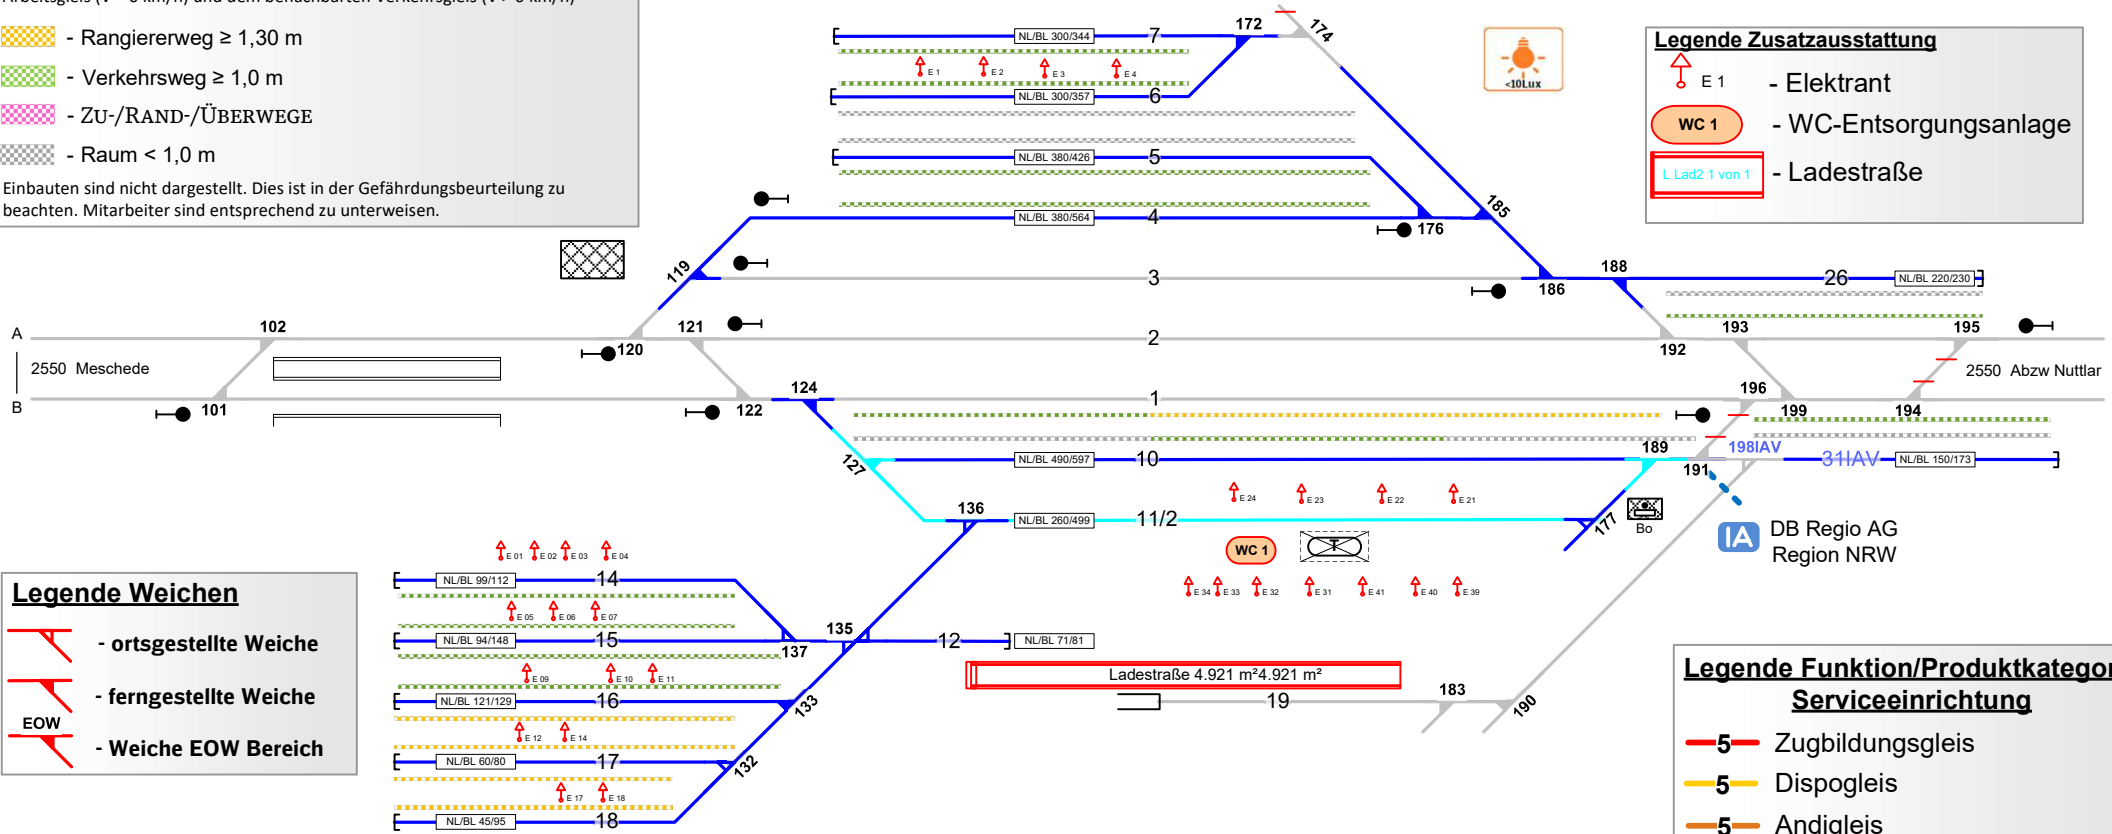 - Rangiererweg ≥ 1,30 m
- Verkehrsweg ≥ 1,0 m
- ZU-/RAND-/ÜBERWEGE
- Raum < 1,0 m
Einbauten sind nicht dargestellt. Dies ist in der Gefährdungsbeurteilung zu
beachten. Mitarbeiter sind entsprechend zu unterweisen.
<10Lux
Legende Zusatzausstattung
E 1 - Elektrant
WC 1 - WC-Entsorgungsanlage
L Lad2 1 von 1 - Ladestraße
NL/BL 300/344 7 172 174
E 1 E 2 E 3 E 4
NL/BL 300/357 6
NL/BL 380/426 5
NL/BL 380/564 4 176 185
119 3 186 188 26 NL/BL 220/230
A 102 120 121 2 192 193 195
2550 Meschede
2550 Abzw Nuttlar
B 101 122 124 1 196 199 194
127 NL/BL 490/597 10 189 191 198IAV 31IAV NL/BL 150/173
E 24 E 23 E 22 E 21
136 NL/BL 260/499 11/2 177 Bo
IA DB Regio AG
Region NRW
WC 1 T
E 34 E 33 E 32 E 31 E 41 E 40 E 39
E 01 E 02 E 03 E 04
NL/BL 99/112 14
E 05 E 06 E 07
NL/BL 94/148 15 137 135 12 NL/BL 71/81
E 09 E 10 E 11
Ladestraße 4.921 m²4.921 m²
NL/BL 121/129 16 133 19 183 190
E 12 E 14
NL/BL 60/80 17 132
E 17 E 18
NL/BL 45/95 18
Legende Weichen
- ortsgestellte Weiche
- ferngestellte Weiche
EOW
- Weiche EOW Bereich
Legende Funktion/Produktkategor
Serviceeinrichtung
5 Zugbildungsgleis
5 Dispogleis
5 Andigleis